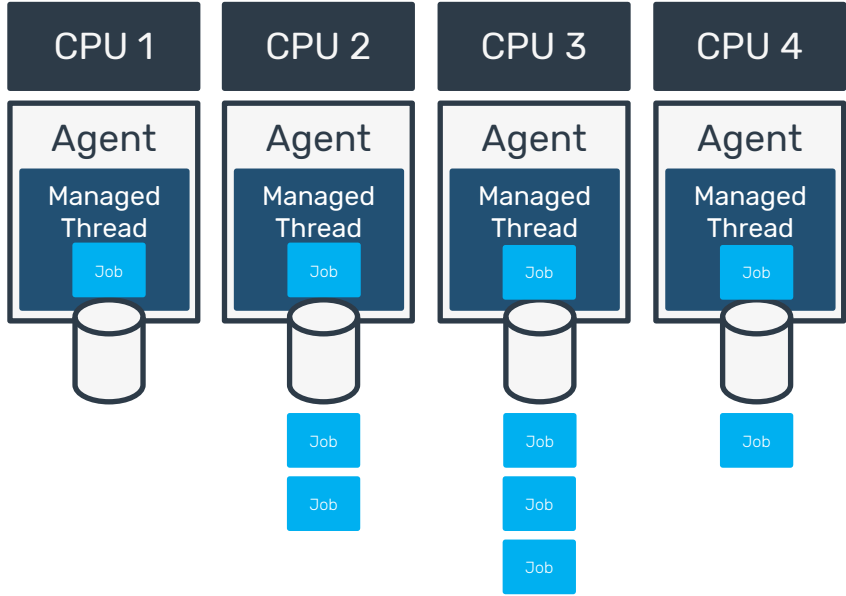 CPU 1
CPU 2
CPU 3
CPU 4
Agent
Agent
Agent
Agent
Managed
Thread
Job
Managed
Thread
Job
Managed
Thread
Job
Managed
Thread
Job
Job
Job
Job
Job
Job
Job